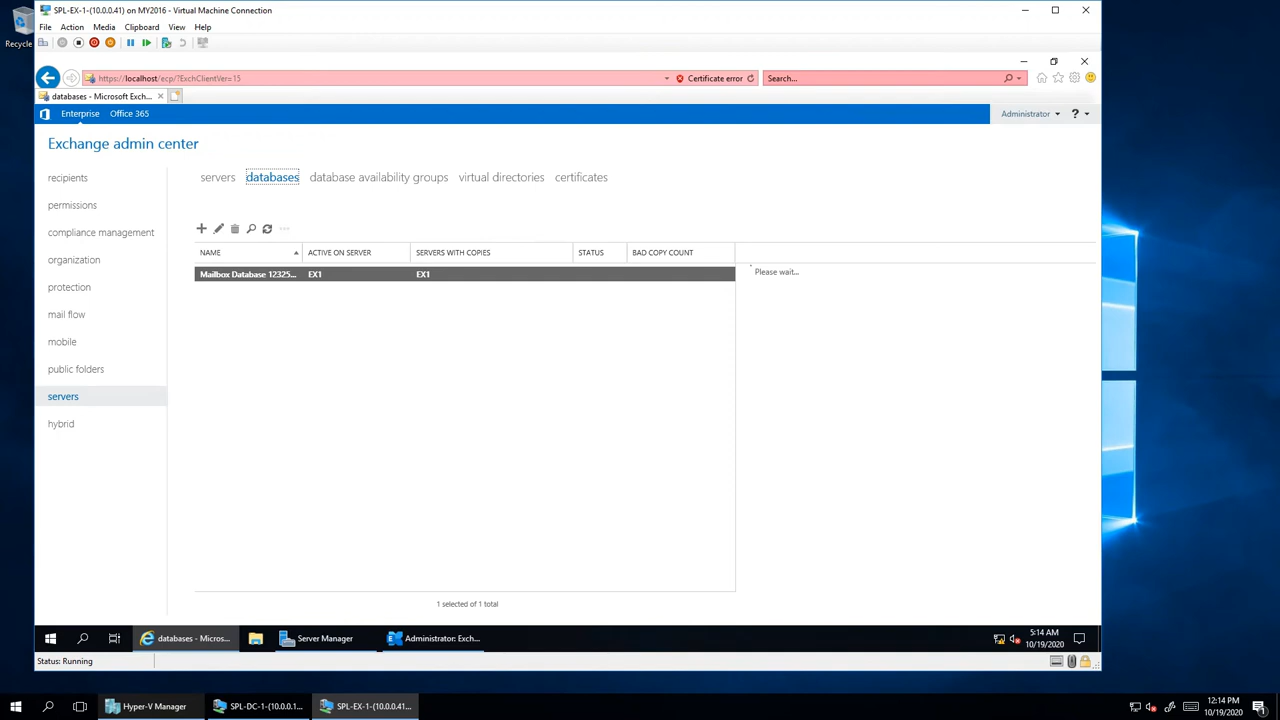 SPL-EX-1-(10.0.0.41) on MY2016 - Virtual Machine Connection
File Action Media Clipboard View Help
Recycle
https://localhost/ecp/?ExchClientVer=15
Certificate error
Search...
databases - Microsoft Exch...
Enterprise Office 365
Administrator ?
Exchange admin center
recipients
permissions
compliance management
organization
protection
mail flow
mobile
public folders
servers
hybrid
servers databases database availability groups virtual directories certificates
NAME ACTIVE ON SERVER SERVERS WITH COPIES STATUS BAD COPY COUNT
Mailbox Database 12325... EX1 EX1
Please wait...
1 selected of 1 total
databases - Micros...
Server Manager
Administrator: Exch...
5:14 AM
10/19/2020
Status: Running
Hyper-V Manager
SPL-DC-1-(10.0.0.1...
SPL-EX-1-(10.0.0.41...
12:14 PM
10/19/2020
1